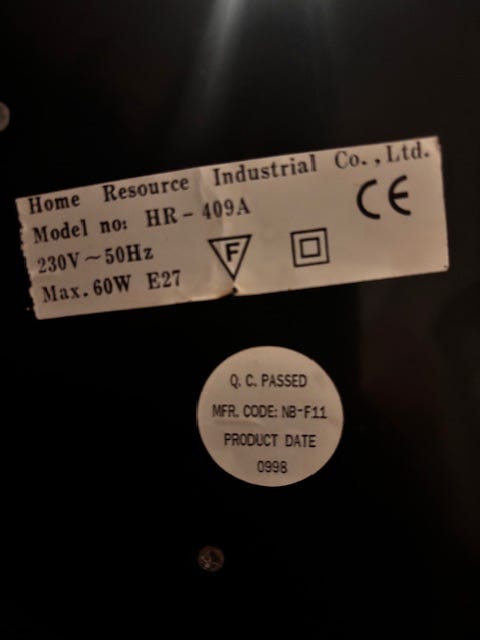 Home Resource Industrial Co., Ltd.
Model no: HR-409A
230V~50Hz
Max. 60W E27
F
CE
Q. C. PASSED
MFR. CODE: NB-F11
PRODUCT DATE
0998